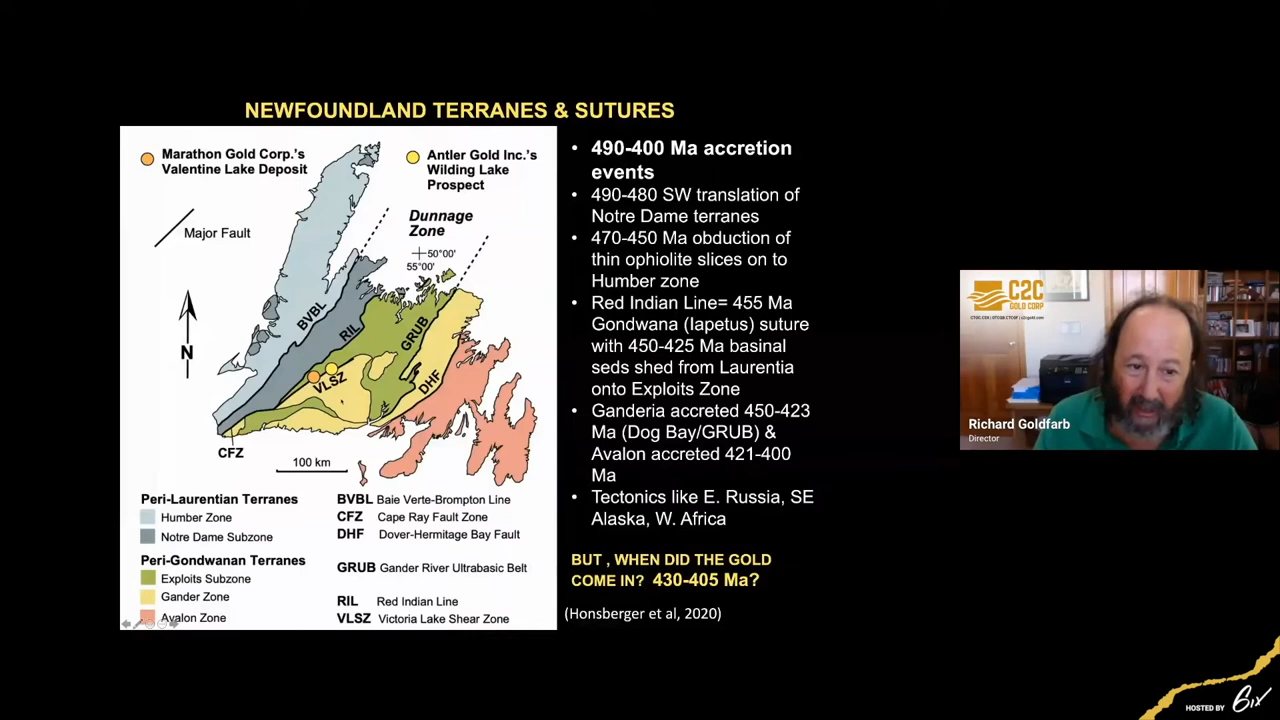 NEWFOUNDLAND TERRANES & SUTURES
Marathon Gold Corp.'s
Valentine Lake Deposit
Antler Gold Inc.'s
Wilding Lake
Prospect
Major Fault
Dunnage
Zone
50°00'
55°00'
N
BVBL
RIL
GRUB
VLSZ
DHF
CFZ
100 km
Peri-Laurentian Terranes
Humber Zone
Notre Dame Subzone
Peri-Gondwanan Terranes
Exploits Subzone
Gander Zone
Avalon Zone
BVBL Baie Verte-Brompton Line
CFZ Cape Ray Fault Zone
DHF Dover-Hermitage Bay Fault
GRUB Gander River Ultrabasic Belt
RIL Red Indian Line
VLSZ Victoria Lake Shear Zone
• 490-400 Ma accretion
events
• 490-480 SW translation of
Notre Dame terranes
• 470-450 Ma obduction of
thin ophiolite slices on to
Humber zone
• Red Indian Line= 455 Ma
Gondwana (Iapetus) suture
with 450-425 Ma basinal
seds shed from Laurentia
onto Exploits Zone
• Ganderia accreted 450-423
Ma (Dog Bay/GRUB) &
Avalon accreted 421-400
Ma
• Tectonics like E. Russia, SE
Alaska, W. Africa
BUT , WHEN DID THE GOLD
COME IN? 430-405 Ma?
(Honsberger et al, 2020)
C2C
GOLD CORP
CTOC.CSE | OTCQB:CTCGF | c2cgold.com
Richard Goldfarb
Director
HOSTED BY 6ix